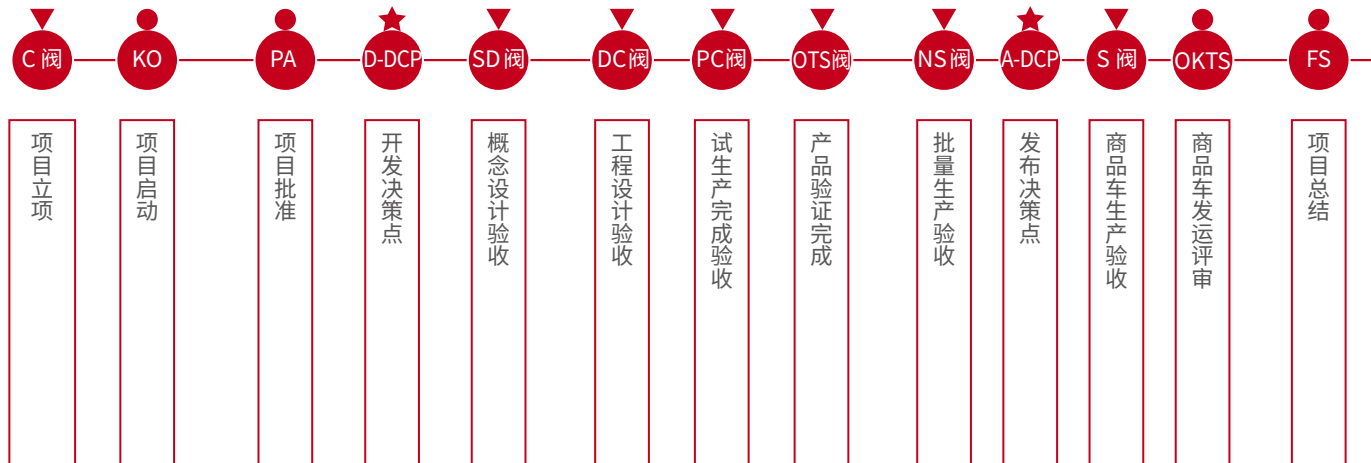 C 阀
KO
PA
D-DCP
SD 阀
DC阀
PC阀
OTS阀
NS阀
A-DCP
S 阀
OKTS
FS
项目立项
项目启动
项目批准
开发决策点
概念设计验收
工程设计验收
试生产完成验收
产品验证完成
批量生产验收
发布决策点
商品车生产验收
商品车发运评审
项目总结